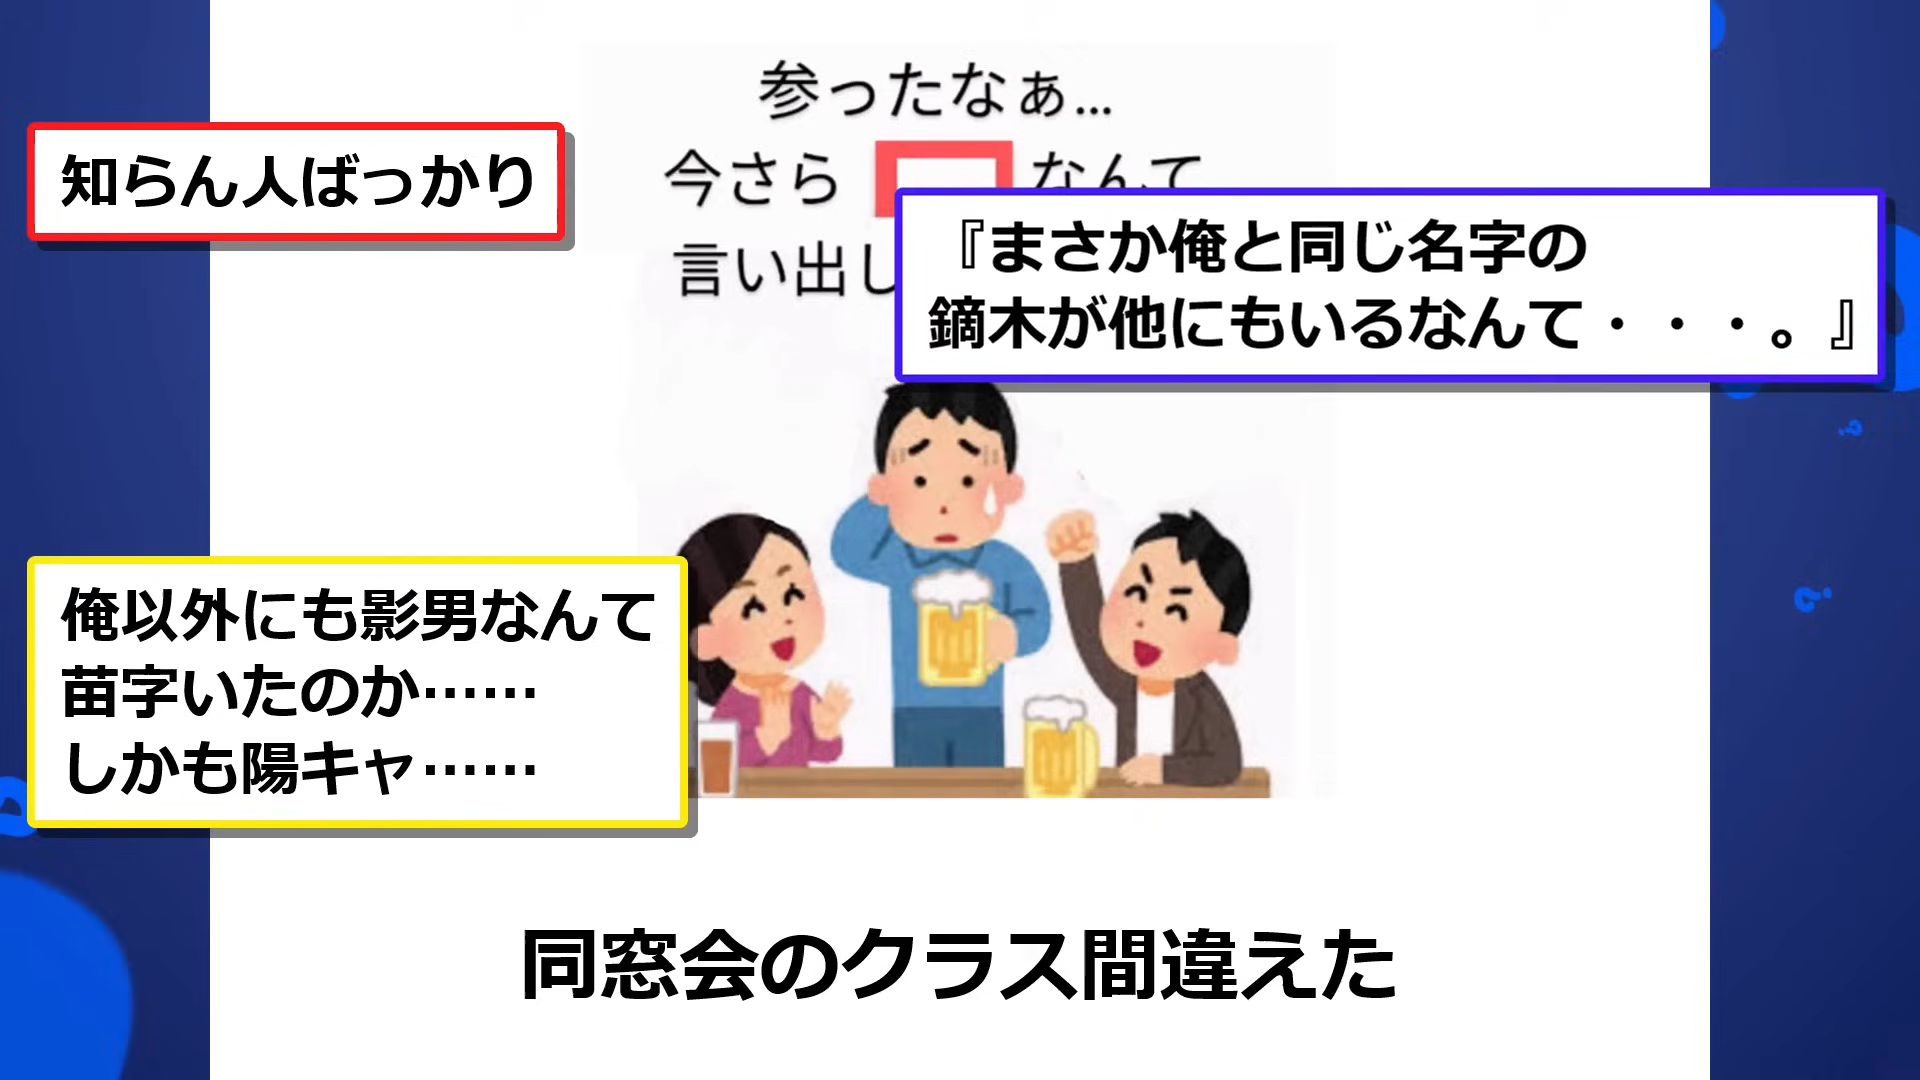 参ったなぁ…
今さら
なんて
言い出し
知らん人ばっかり
『まさか俺と同じ名字の
鏑木が他にもいるなんて・・・。』
俺以外にも影男なんて
苗字いたのか……
しかも陽キャ……
同窓会のクラス間違えた